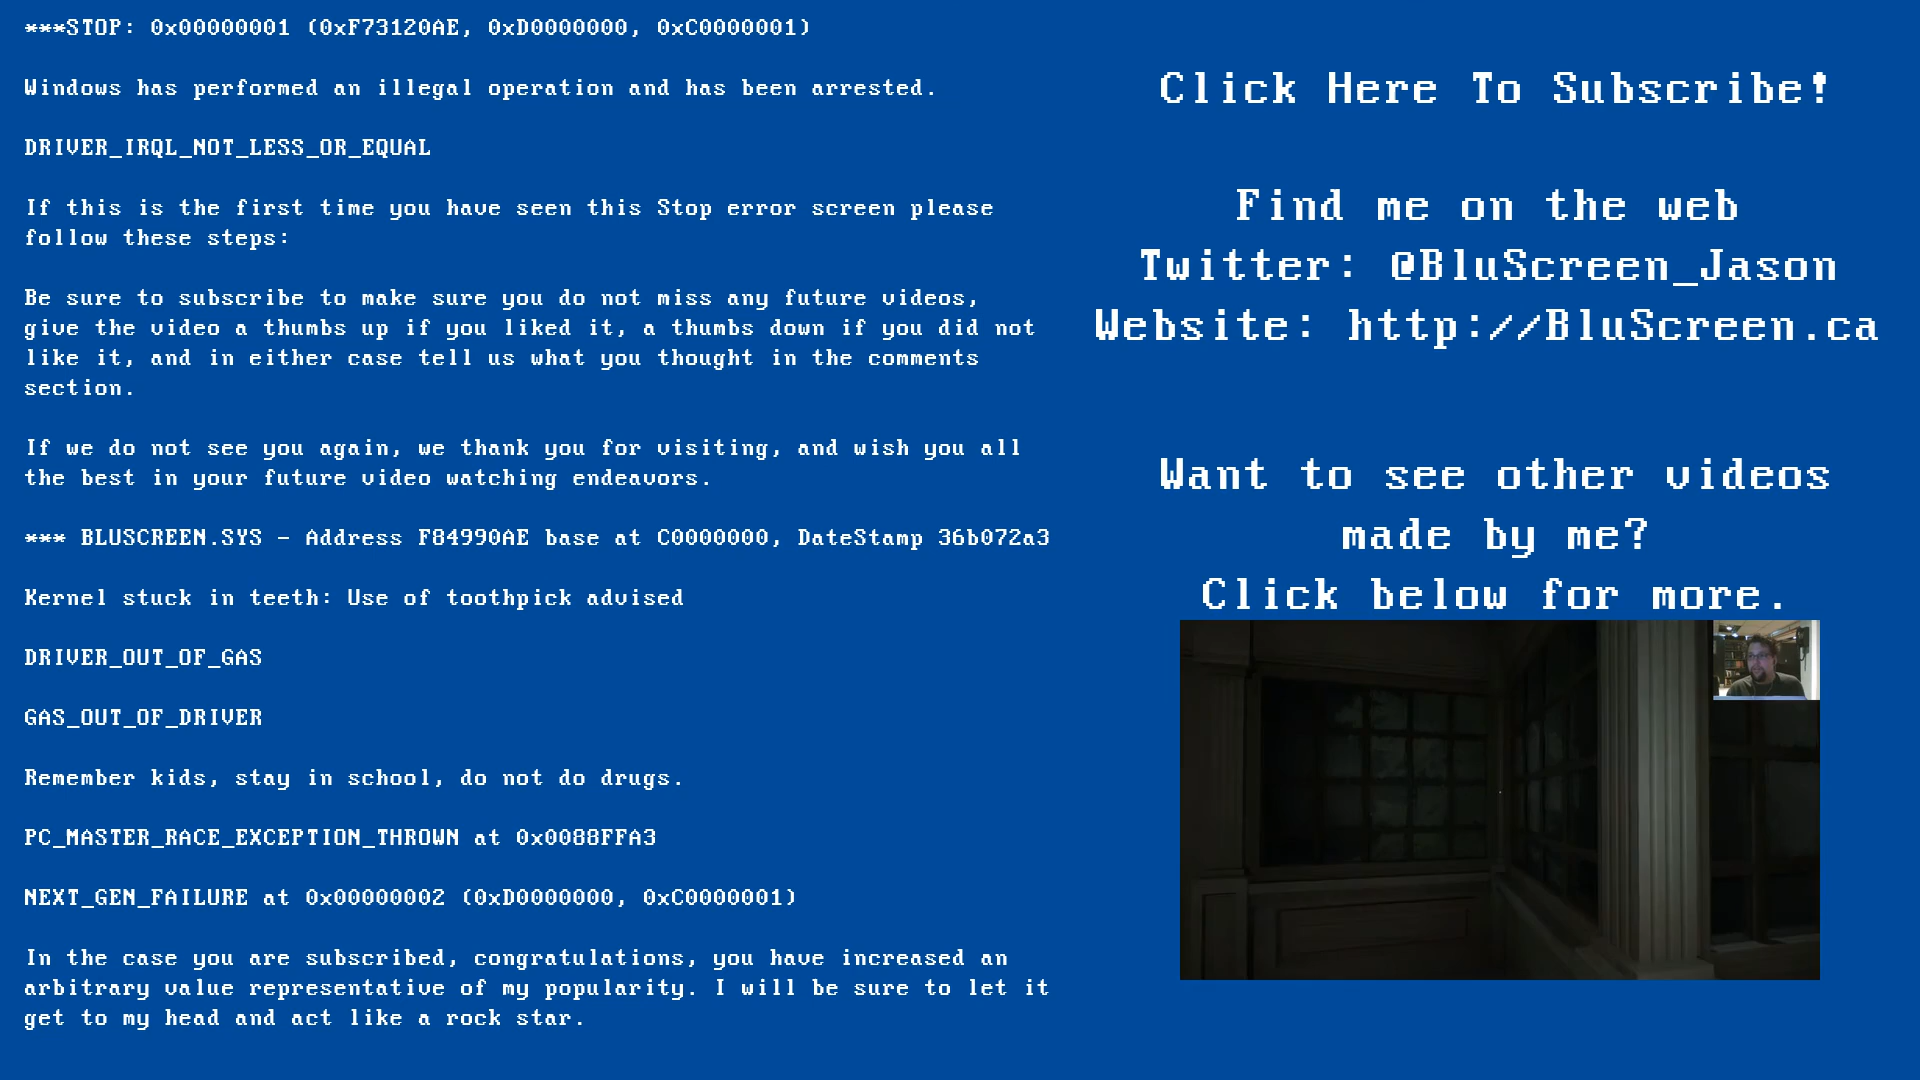 ***STOP: 0x00000001 (0xF73120AE, 0xD0000000, 0xC0000001)
Windows has performed an illegal operation and has been arrested.
DRIVER_IRQL_NOT_LESS_OR_EQUAL
If this is the first time you have seen this Stop error screen please
follow these steps:
Be sure to subscribe to make sure you do not miss any future videos,
give the video a thumbs up if you liked it, a thumbs down if you did not
like it, and in either case tell us what you thought in the comments
section.
If we do not see you again, we thank you for visiting, and wish you all
the best in your future video watching endeavors.
*** BLUSCREEN.SYS - Address F84990AE base at C0000000, DateStamp 36b072a3
Kernel stuck in teeth: Use of toothpick advised
DRIVER_OUT_OF_GAS
GAS_OUT_OF_DRIVER
Remember kids, stay in school, do not do drugs.
PC_MASTER_RACE_EXCEPTION_THROWN at 0x0088FFA3
NEXT_GEN_FAILURE at 0x00000002 (0xD0000000, 0xC0000001)
In the case you are subscribed, congratulations, you have increased an
arbitrary value representative of my popularity. I will be sure to let it
get to my head and act like a rock star.
Click Here To Subscribe!
Find me on the web
Twitter: @BluScreen_Jason
Website: http://BluScreen.ca
Want to see other videos
made by me?
Click below for more.